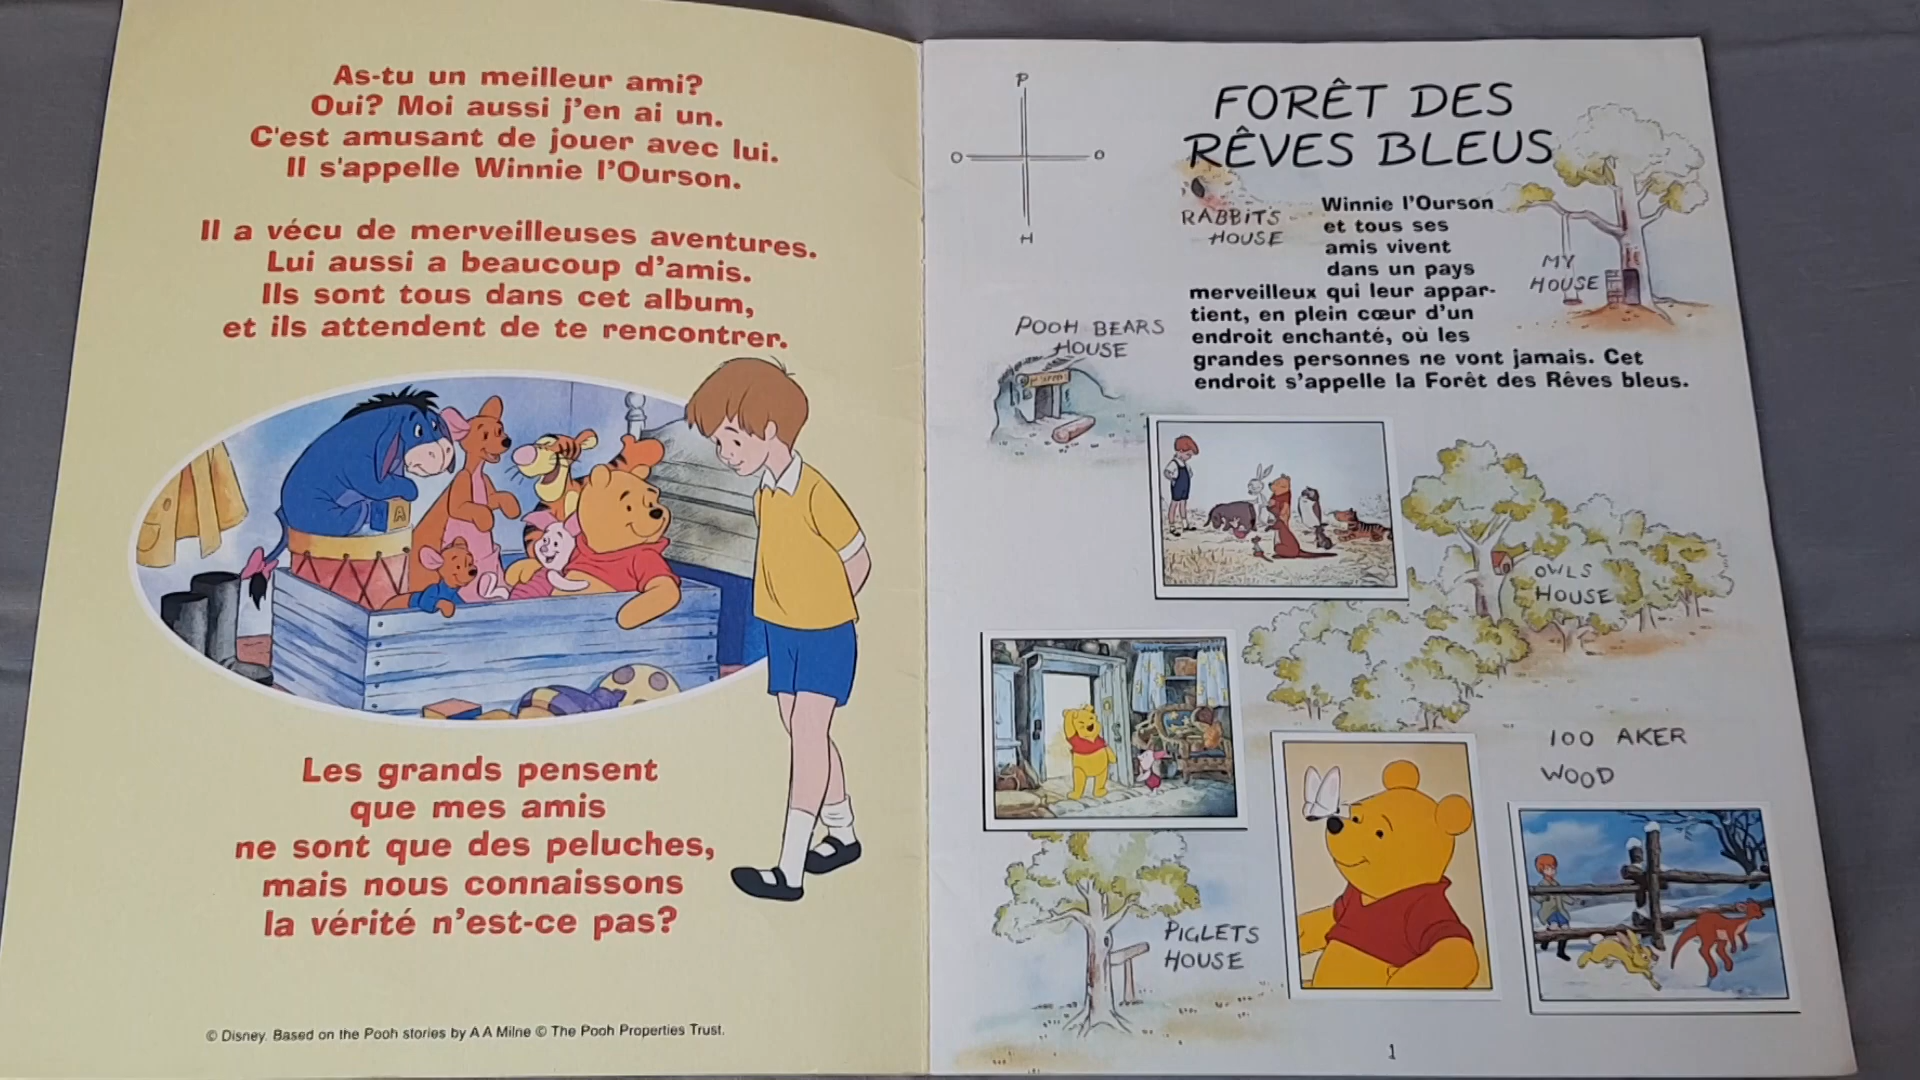 As-tu un meilleur ami?
Oui? Moi aussi j'en ai un.
C'est amusant de jouer avec lui.
Il s'appelle Winnie l'Ourson.
Il a vécu de merveilleuses aventures.
Lui aussi a beaucoup d'amis.
Ils sont tous dans cet album,
et ils attendent de te rencontrer.
A
Les grands pensent
que mes amis
ne sont que des peluches,
mais nous connaissons
la vérité n'est-ce pas?
© Disney. Based on the Pooh stories by A A Milne © The Pooh Properties Trust.
P
O O
H
FORÊT DES
RÊVES BLEUS
RABBITS
HOUSE
Winnie l'Ourson
et tous ses
amis vivent
dans un pays
merveilleux qui leur appar-
tient, en plein cœur d'un
endroit enchanté, où les
grandes personnes ne vont jamais. Cet
endroit s'appelle la Forêt des Rêves bleus.
MY
HOUSE
POOH BEARS
HOUSE
OWLS
HOUSE
100 AKER
WOOD
PIGLETS
HOUSE
1